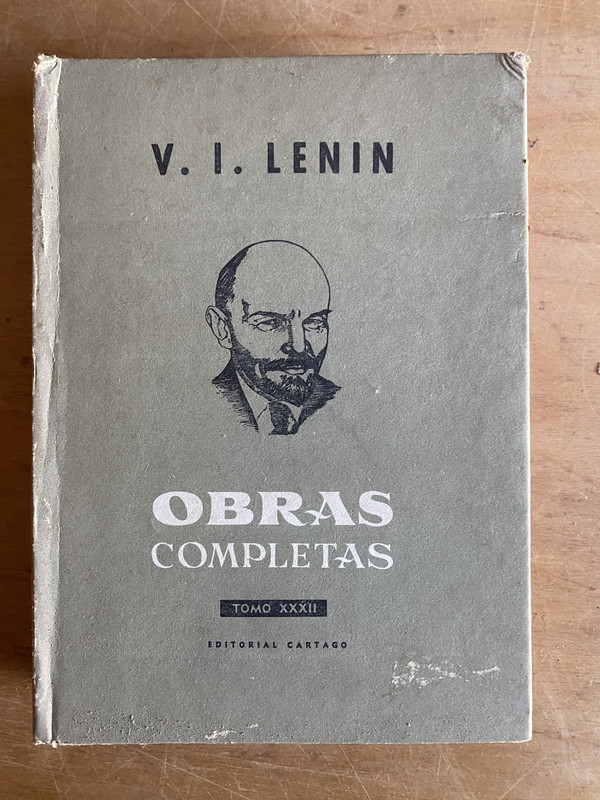 V. I. LENIN
OBRAS
COMPLETAS
TOMO XXXII
EDITORIAL CARTAGO